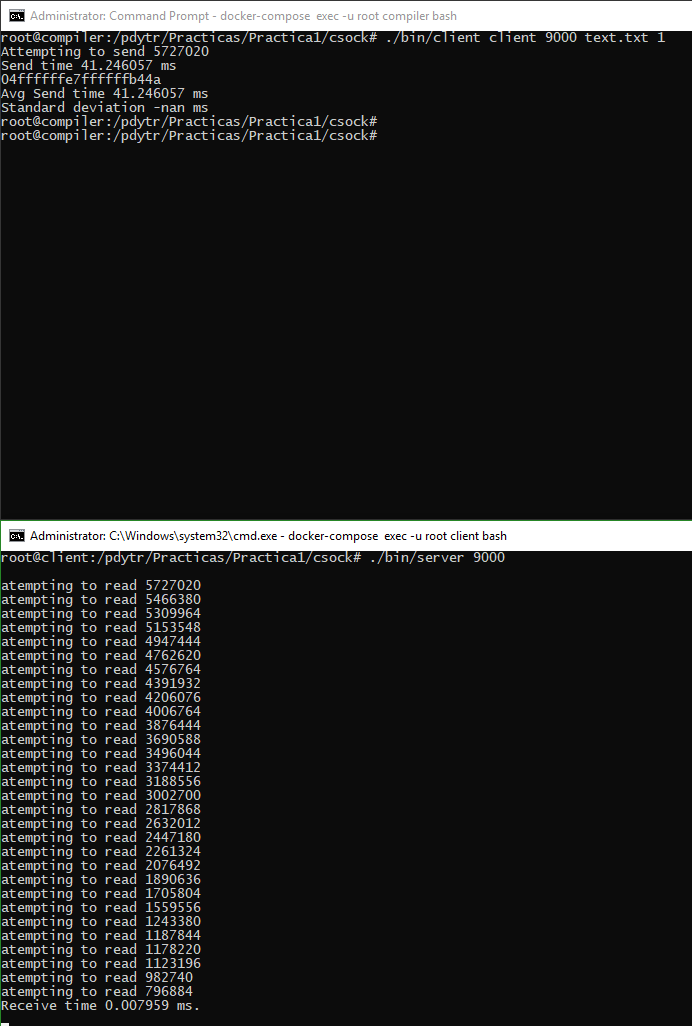 Administrator: Command Prompt - docker-compose exec -u root compiler bash
root@compiler:/pdytr/Practicas/Practica1/csock# ./bin/client client 9000 text.txt 1
Attempting to send 5727020
Send time 41.246057 ms
04ffffffe7ffffffb44a
Avg Send time 41.246057 ms
Standard deviation -nan ms
root@compiler:/pdytr/Practicas/Practica1/csock#
root@compiler:/pdytr/Practicas/Practica1/csock#
Administrator: C:\Windows\system32\cmd.exe - docker-compose exec -u root client bash
root@client:/pdytr/Practicas/Practica1/csock# ./bin/server 9000
atempting to read 5727020
atempting to read 5466380
atempting to read 5309964
atempting to read 5153548
atempting to read 4947444
atempting to read 4762620
atempting to read 4576764
atempting to read 4391932
atempting to read 4206076
atempting to read 4006764
atempting to read 3876444
atempting to read 3690588
atempting to read 3496044
atempting to read 3374412
atempting to read 3188556
atempting to read 3002700
atempting to read 2817868
atempting to read 2632012
atempting to read 2447180
atempting to read 2261324
atempting to read 2076492
atempting to read 1890636
atempting to read 1705804
atempting to read 1559556
atempting to read 1243380
atempting to read 1187844
atempting to read 1178220
atempting to read 1123196
atempting to read 982740
atempting to read 796884
Receive time 0.007959 ms.